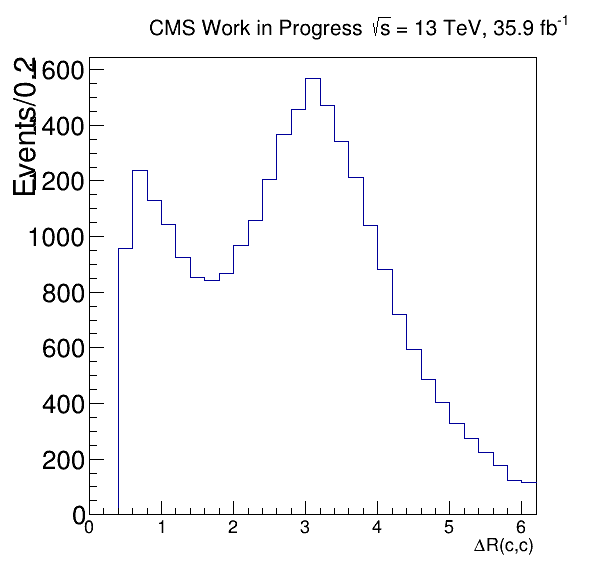 CMS Work in Progress √s = 13 TeV, 35.9 fb⁻¹
Events/0.2
1600
1400
1200
1000
800
600
400
200
0
0 1 2 3 4 5 6
ΔR(c,c)